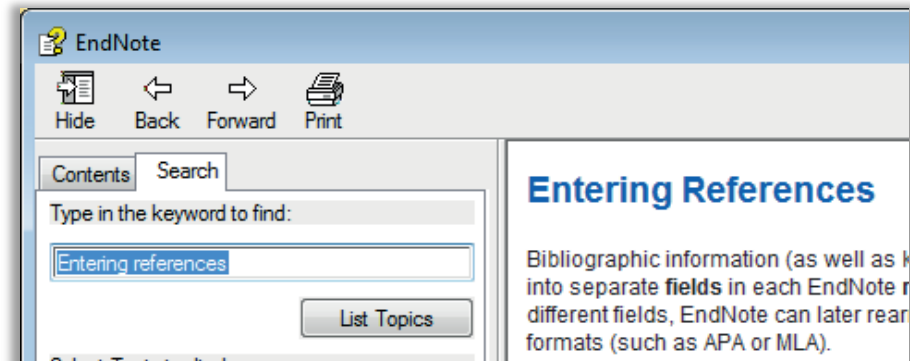 EndNote
Hide Back Forward Print
Contents Search
Type in the keyword to find:
Entering references
List Topics
Entering References
Bibliographic information (as well as
into separate fields in each EndNote
different fields, EndNote can later rear
formats (such as APA or MLA).